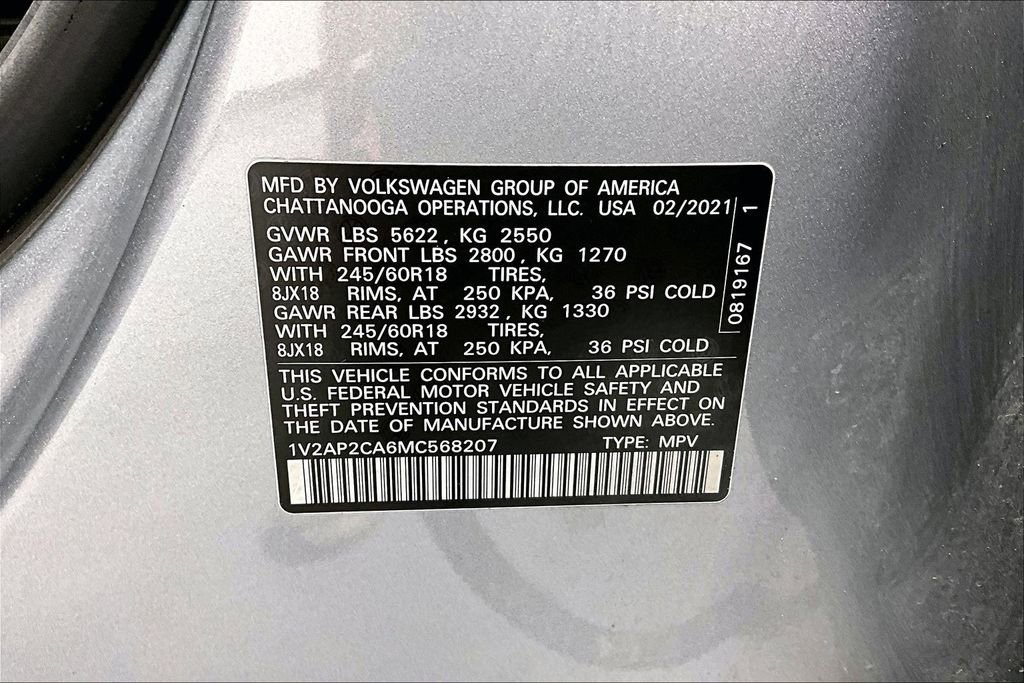 MFD BY VOLKSWAGEN GROUP OF AMERICA
CHATTANOOGA OPERATIONS, LLC. USA 02/2021
GVWR LBS 5622, KG 2550
GAWR FRONT LBS 2800, KG 1270
WITH 245/60R18 TIRES,
8JX18 RIMS, AT 250 KPA, 36 PSI COLD
GAWR REAR LBS 2932, KG 1330
WITH 245/60R18 TIRES,
8JX18 RIMS, AT 250 KPA, 36 PSI COLD
0819167 1
THIS VEHICLE CONFORMS TO ALL APPLICABLE
U.S. FEDERAL MOTOR VEHICLE SAFETY AND
THEFT PREVENTION STANDARDS IN EFFECT ON
THE DATE OF MANUFACTURE SHOWN ABOVE.
1V2AP2CA6MC568207 TYPE: MPV